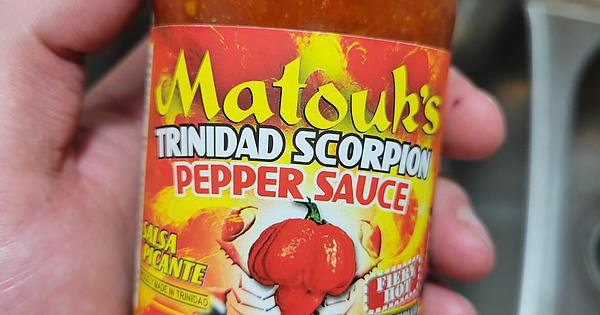 Matouk's
TRINIDAD SCORPION
PEPPER SAUCE
SALSA
PICANTE
MADE IN TRINIDAD
FIERY
HOT